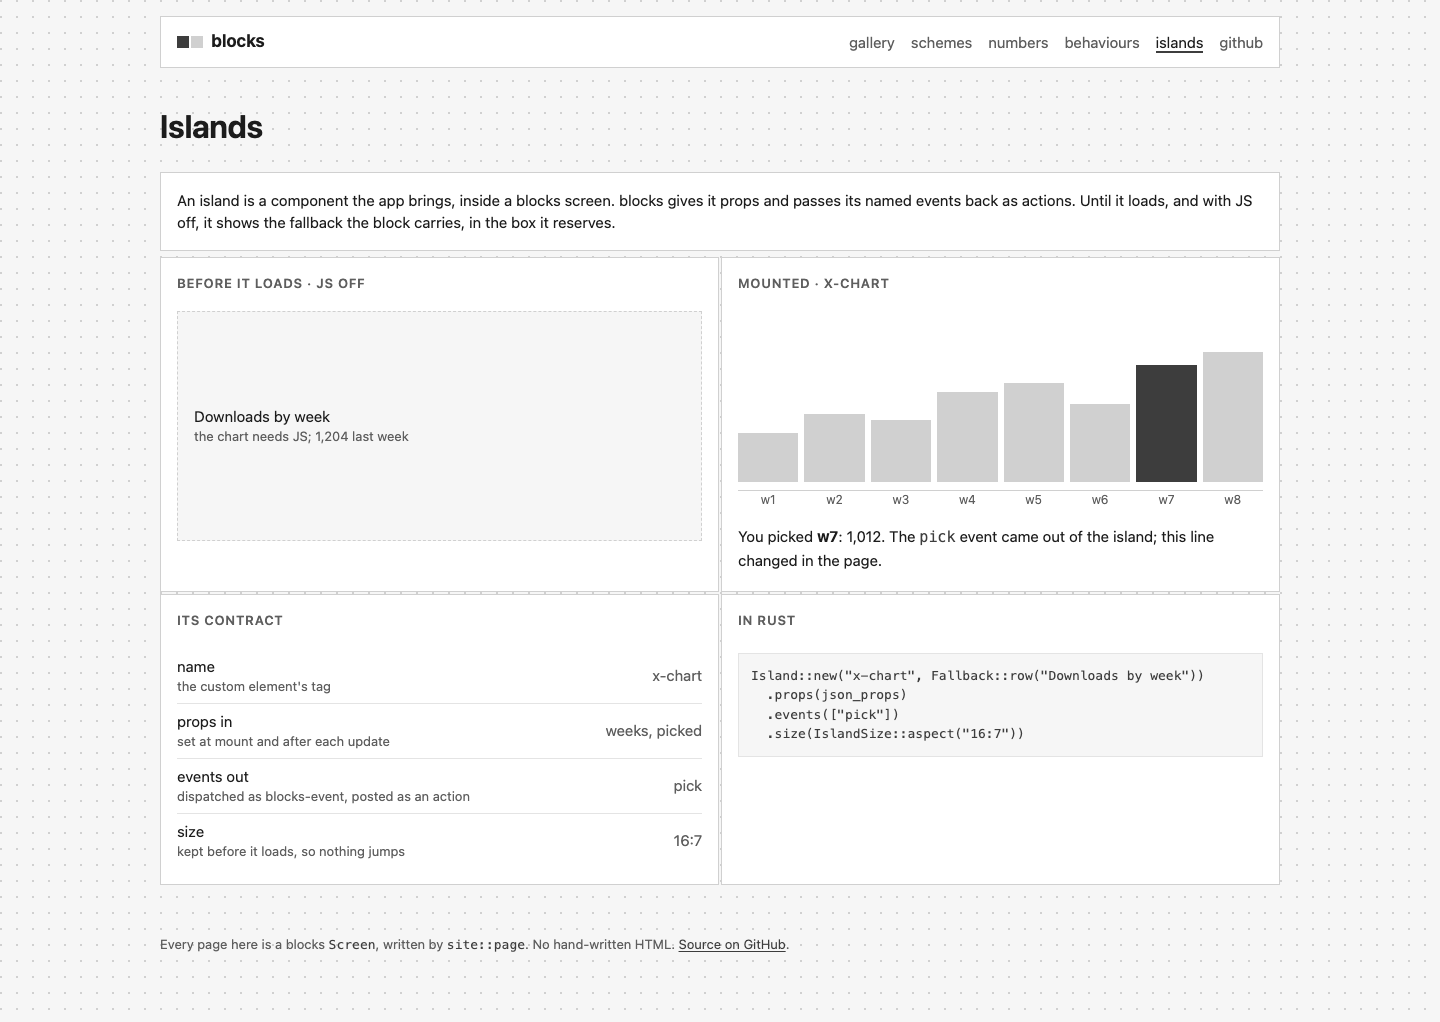 blocks
gallery schemes numbers behaviours islands github
Islands
An island is a component the app brings, inside a blocks screen. blocks gives it props and passes its named events back as actions. Until it loads, and with JS
off, it shows the fallback the block carries, in the box it reserves.
BEFORE IT LOADS · JS OFF
Downloads by week
the chart needs JS; 1,204 last week
MOUNTED · X-CHART
w1 w2 w3 w4 w5 w6 w7 w8
You picked w7: 1,012. The pick event came out of the island; this line
changed in the page.
ITS CONTRACT
name
the custom element's tag
x-chart
props in
set at mount and after each update
weeks, picked
events out
dispatched as blocks-event, posted as an action
pick
size
kept before it loads, so nothing jumps
16:7
IN RUST
Island::new("x-chart", Fallback::row("Downloads by week"))
  .props(json_props)
  .events(["pick"])
  .size(IslandSize::aspect("16:7"))
Every page here is a blocks Screen, written by site::page. No hand-written HTML. Source on GitHub.